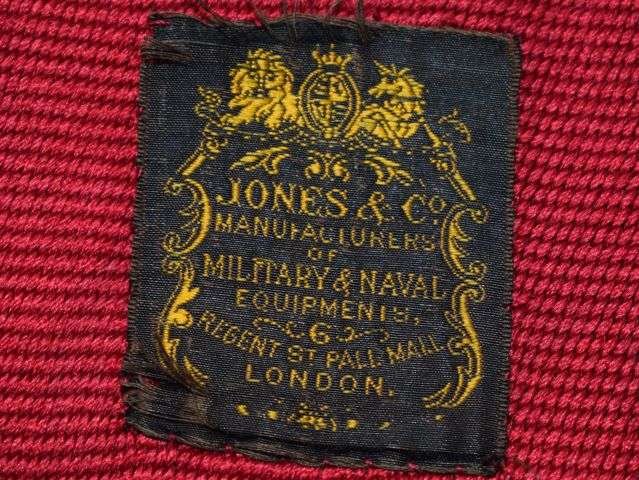 JONES & Co
MANUFACTURERS
OF
MILITARY & NAVAL
EQUIPMENTS,
6
REGENT ST PALL MALL
LONDON.